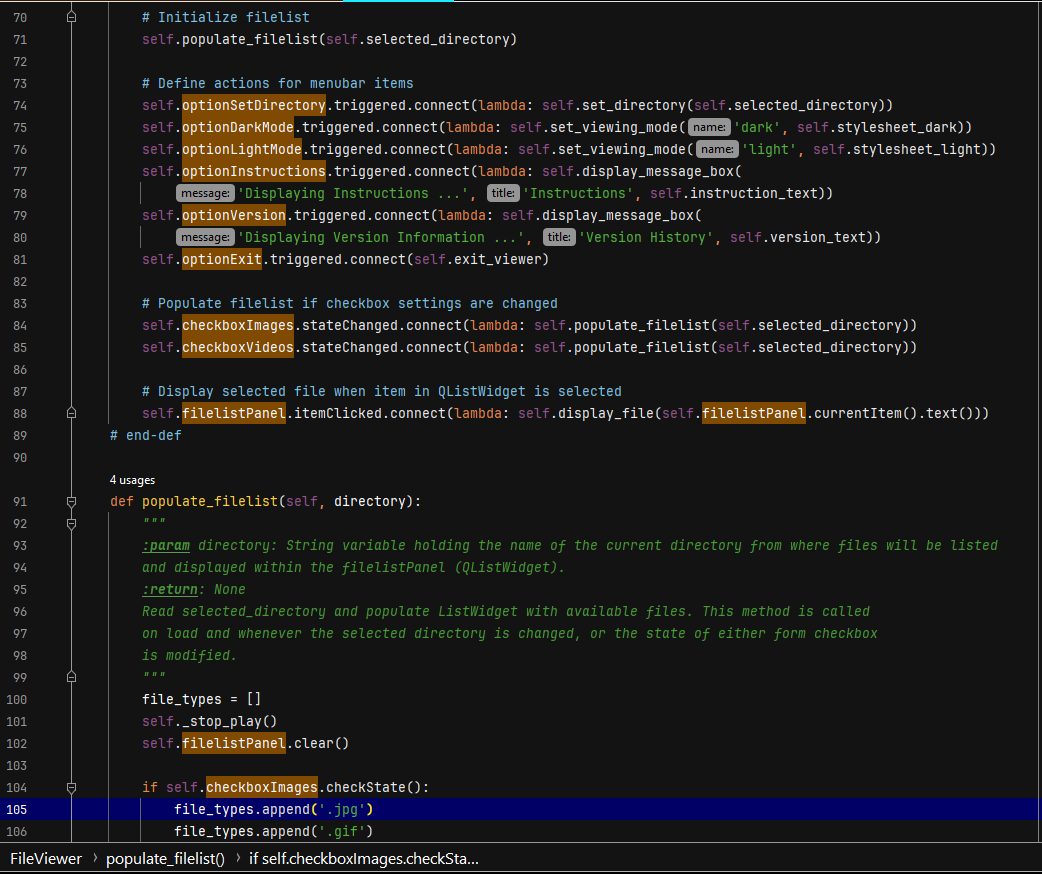 70 # Initialize filelist
71 self.populate_filelist(self.selected_directory)
72
73 # Define actions for menubar items
74 self.optionSetDirectory.triggered.connect(lambda: self.set_directory(self.selected_directory))
75 self.optionDarkMode.triggered.connect(lambda: self.set_viewing_mode( name: 'dark', self.stylesheet_dark))
76 self.optionLightMode.triggered.connect(lambda: self.set_viewing_mode( name: 'light', self.stylesheet_light))
77 self.optionInstructions.triggered.connect(lambda: self.display_message_box(
78 message: 'Displaying Instructions ...', title: 'Instructions', self.instruction_text))
79 self.optionVersion.triggered.connect(lambda: self.display_message_box(
80 message: 'Displaying Version Information ...', title: 'Version History', self.version_text))
81 self.optionExit.triggered.connect(self.exit_viewer)
82
83 # Populate filelist if checkbox settings are changed
84 self.checkboxImages.stateChanged.connect(lambda: self.populate_filelist(self.selected_directory))
85 self.checkboxVideos.stateChanged.connect(lambda: self.populate_filelist(self.selected_directory))
86
87 # Display selected file when item in QListWidget is selected
88 self.filelistPanel.itemClicked.connect(lambda: self.display_file(self.filelistPanel.currentItem().text()))
89 # end-def
90
4 usages
91 def populate_filelist(self, directory):
92 """
93 :param directory: String variable holding the name of the current directory from where files will be listed
94 and displayed within the filelistPanel (QListWidget).
95 :return: None
96 Read selected_directory and populate ListWidget with available files. This method is called
97 on load and whenever the selected directory is changed, or the state of either form checkbox
98 is modified.
99 """
100 file_types = []
101 self._stop_play()
102 self.filelistPanel.clear()
103
104 if self.checkboxImages.checkState():
105 file_types.append('.jpg')
106 file_types.append('.gif')
FileViewer › populate_filelist() › if self.checkboxImages.checkSta...